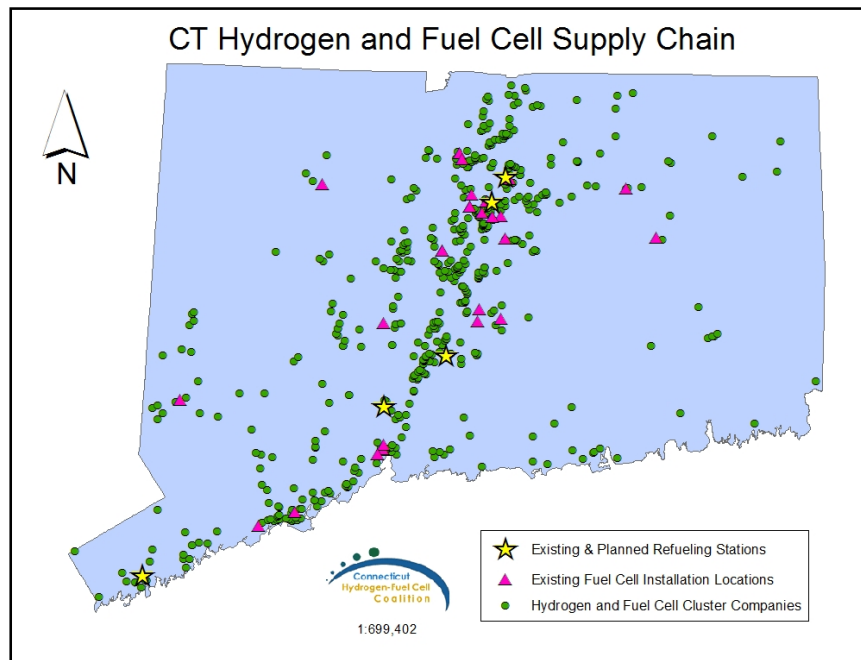 CT Hydrogen and Fuel Cell Supply Chain
N
Existing & Planned Refueling Stations
Existing Fuel Cell Installation Locations
Hydrogen and Fuel Cell Cluster Companies
Connecticut
Hydrogen-Fuel Cell
Coalition
1:699,402